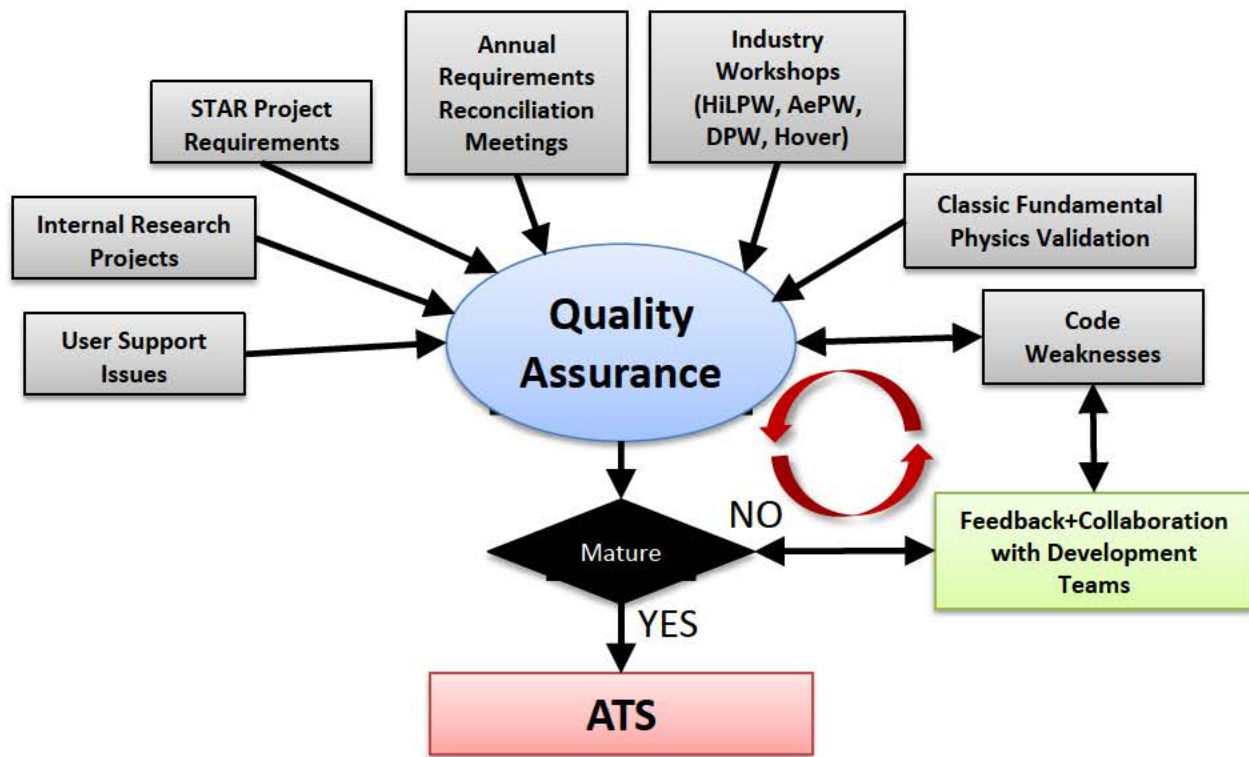 Annual
Requirements
Reconciliation
Meetings
Industry
Workshops
(HiLPW, AePW,
DPW, Hover)
STAR Project
Requirements
Internal Research
Projects
Classic Fundamental
Physics Validation
User Support
Issues
Quality
Assurance
Code
Weaknesses
NO
Mature
Feedback+Collaboration
with Development
Teams
YES
ATS